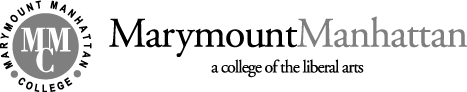 MARYMOUNT MANHATTAN
MMC
• COLLEGE •
MarymountManhattan
a college of the liberal arts